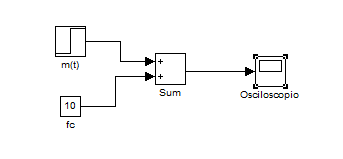 m(t)
+
+
Sum
10
fc
Osciloscopio